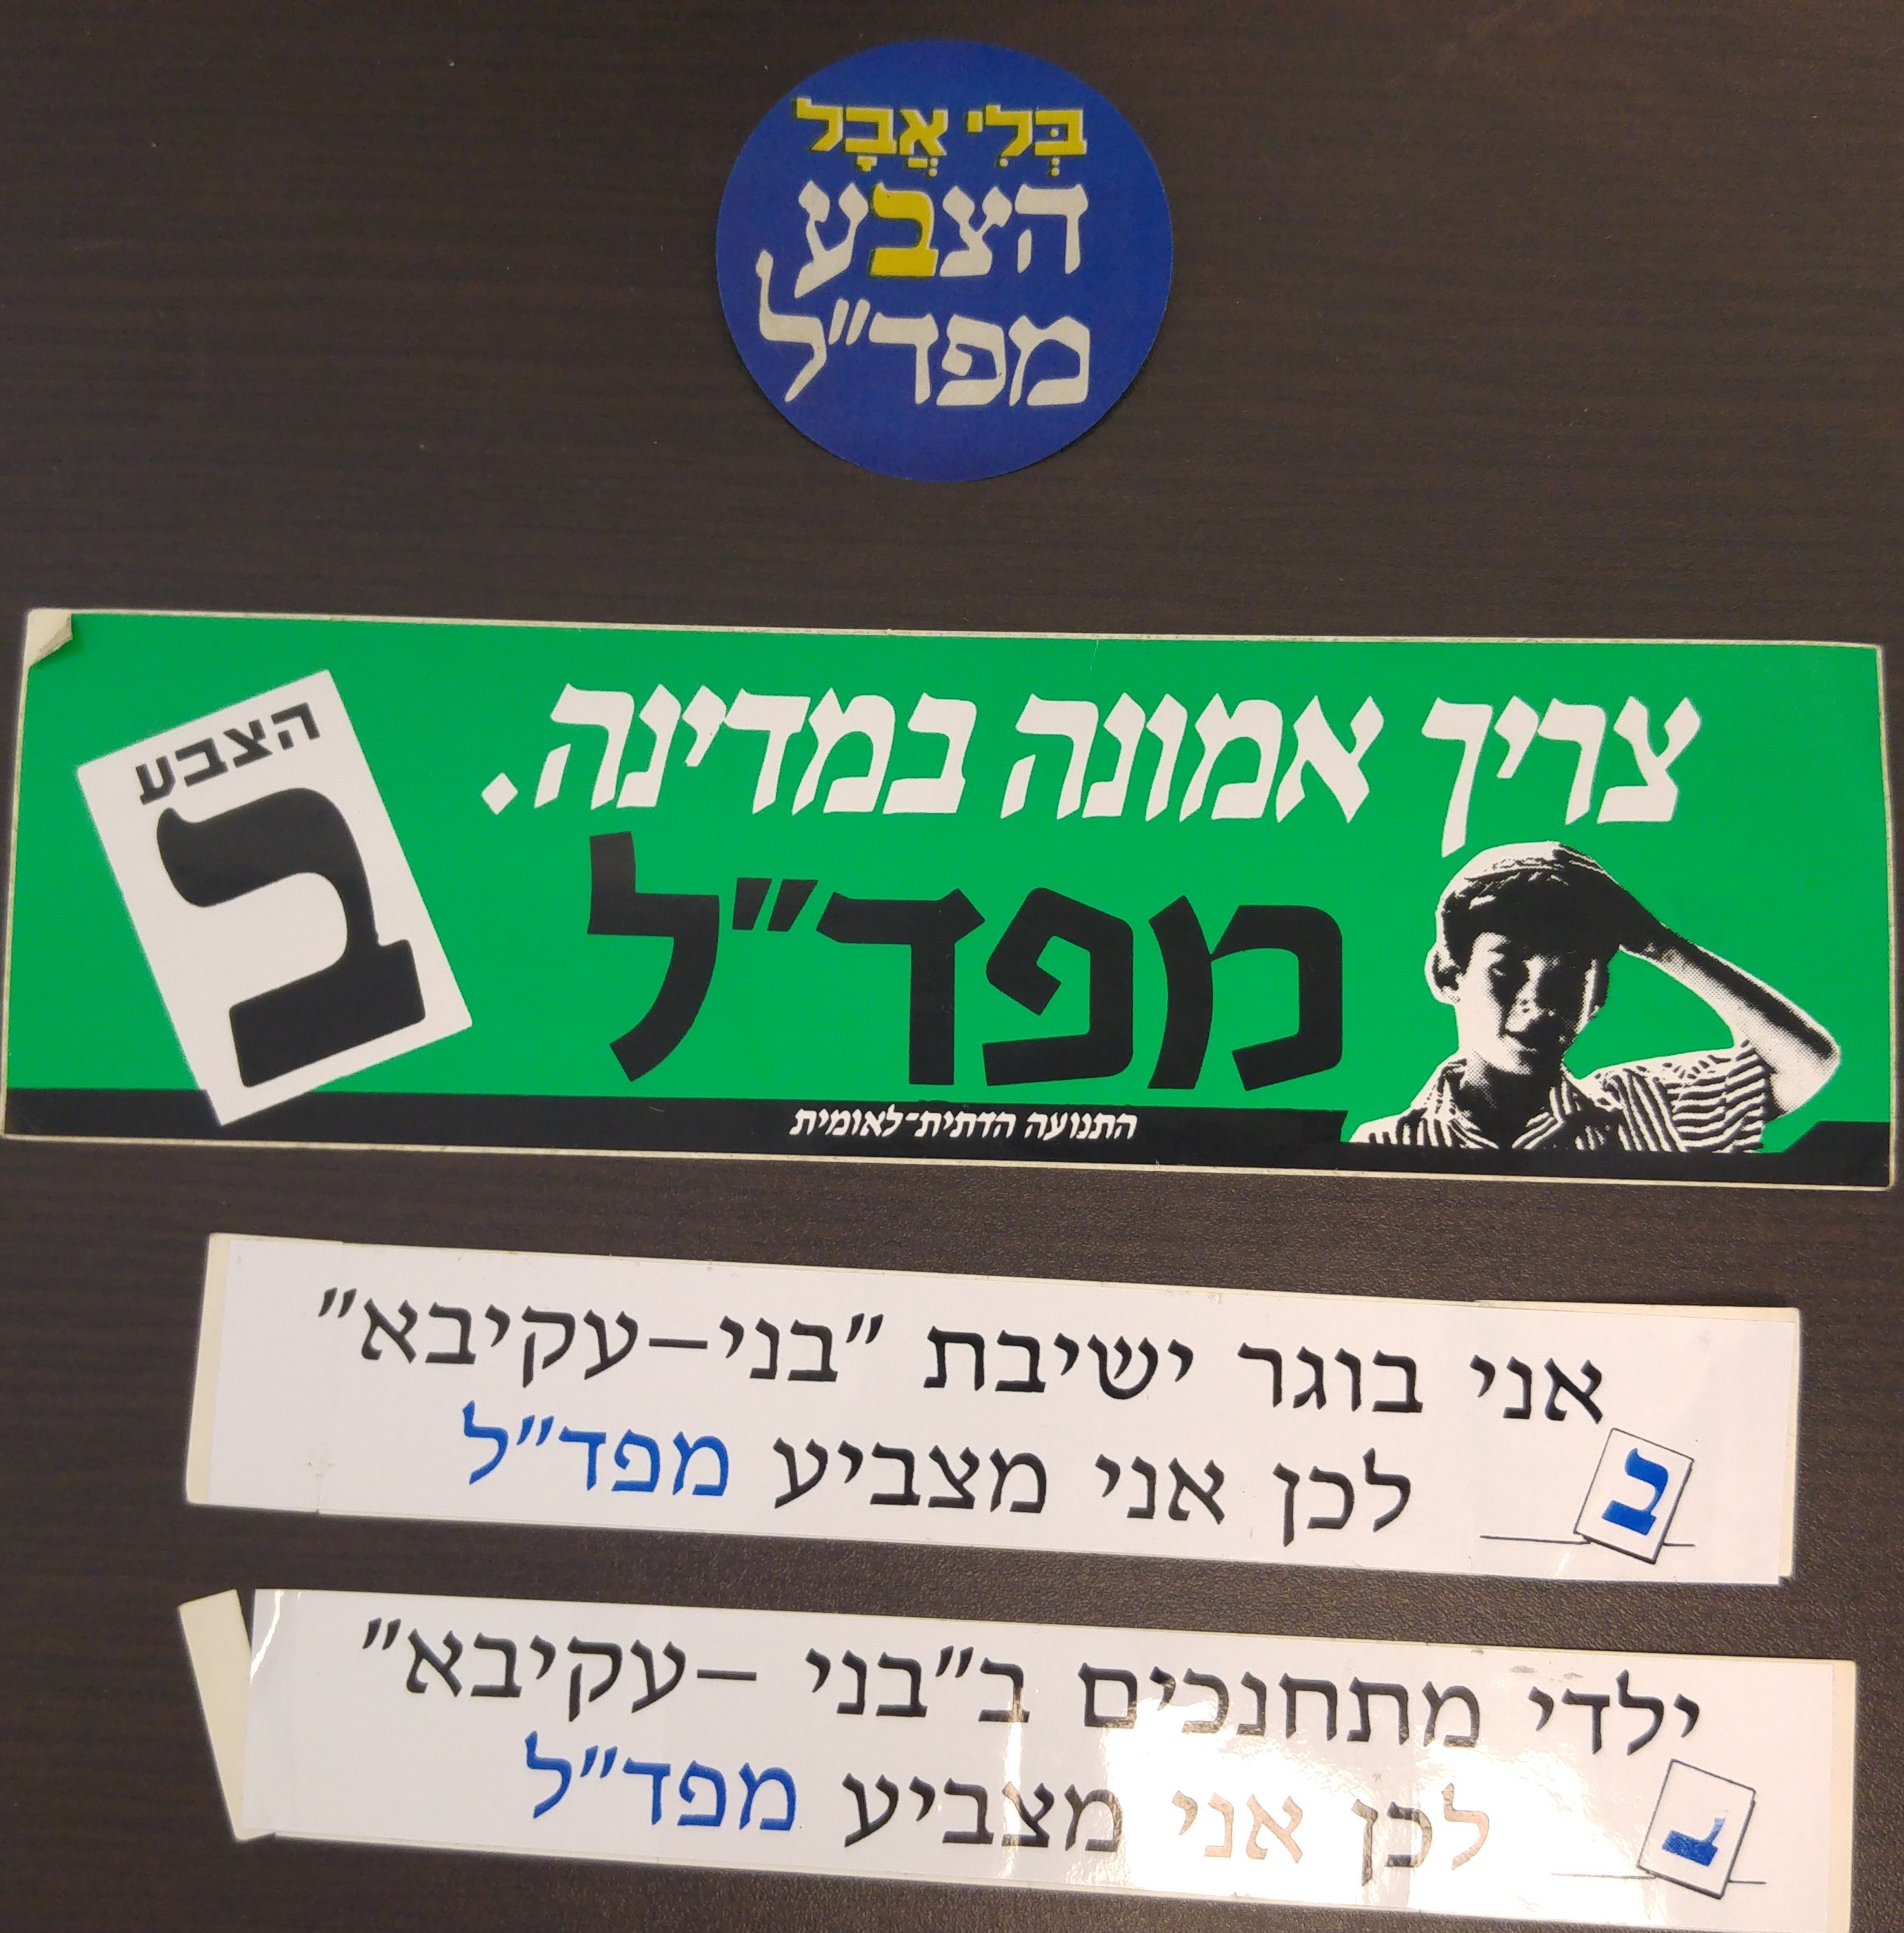 בְּלִי אֲבָל
הצבע
מפד"ל
צריך אמונה במדינה.
מפד"ל
התנועה הדתית-לאומית
הצבע
ב
אני בוגר ישיבת "בני-עקיבא"
לכן אני מצביע מפד"ל
ב
ילדי מתחנכים ב"בני -עקיבא"
לכן אני מצביע מפד"ל
ב